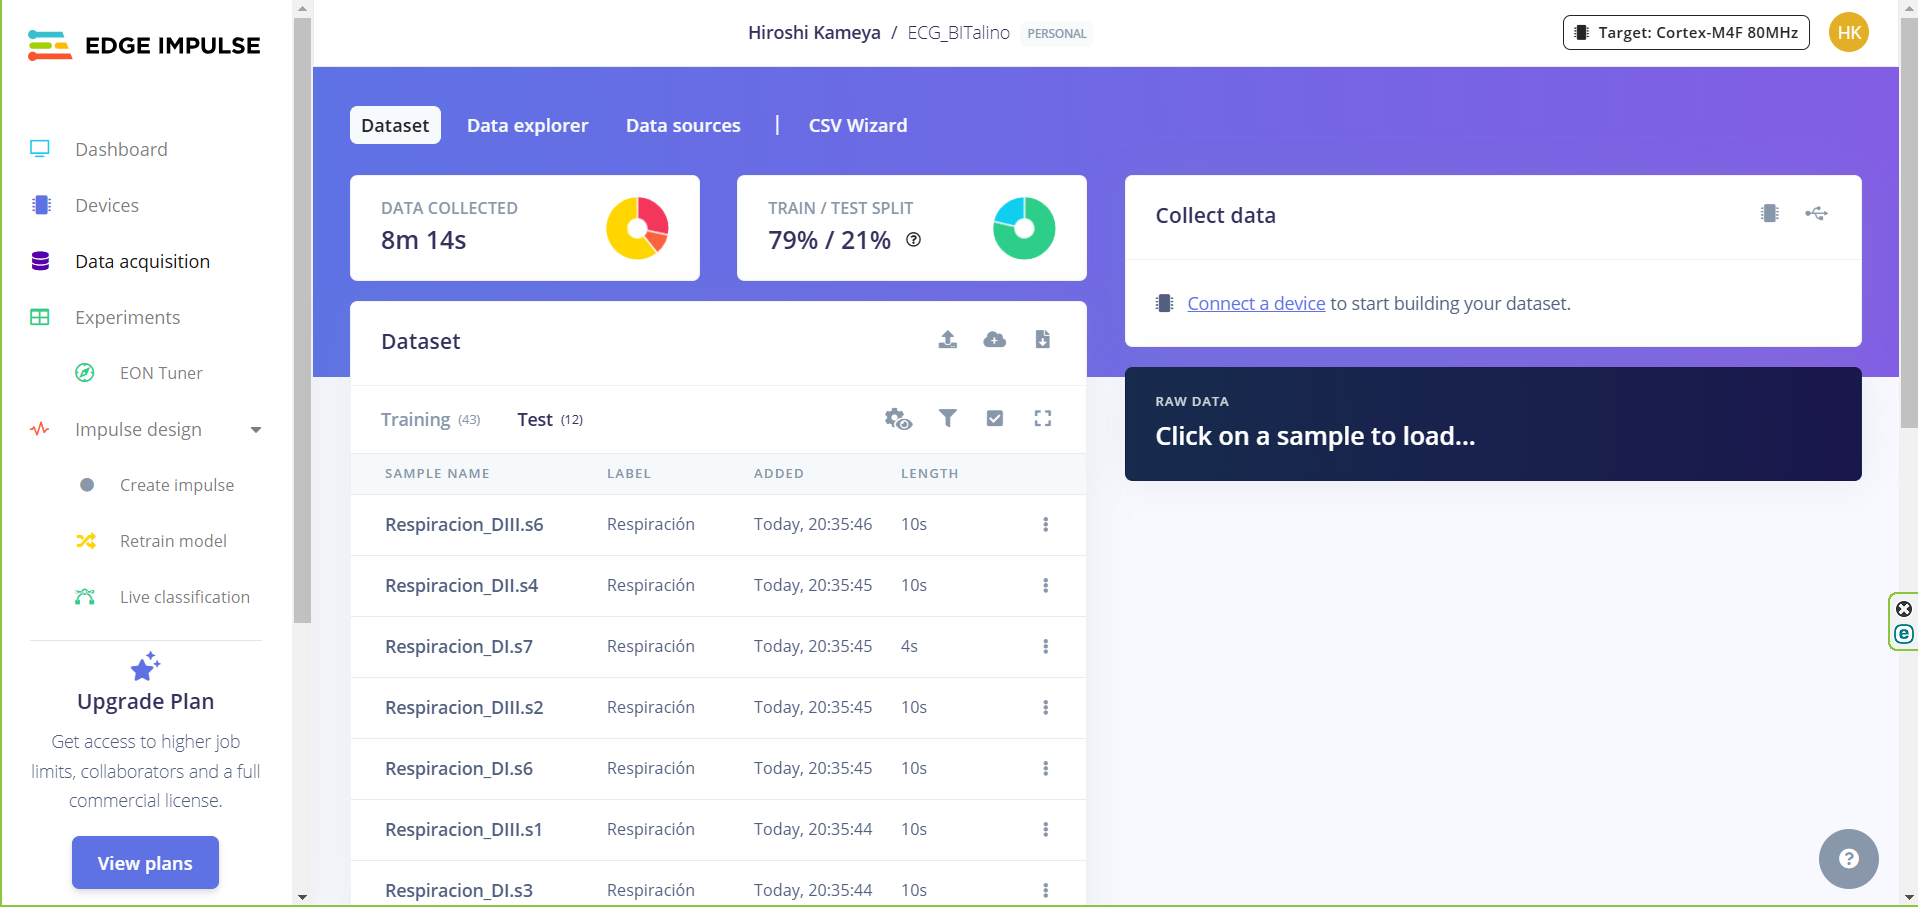 EDGE IMPULSE
Hiroshi Kameya / ECG_BITalino PERSONAL
Target: Cortex-M4F 80MHz
HK
Dashboard
Devices
Data acquisition
Experiments
EON Tuner
Impulse design
Create impulse
Retrain model
Live classification
Upgrade Plan
Get access to higher job
limits, collaborators and a full
commercial license.
View plans
Dataset Data explorer Data sources | CSV Wizard
DATA COLLECTED
8m 14s
TRAIN / TEST SPLIT
79% / 21% ?
Dataset
Training (43) Test (12)
SAMPLE NAME LABEL ADDED LENGTH
Respiracion_DIII.s6 Respiración Today, 20:35:46 10s
Respiracion_DII.s4 Respiración Today, 20:35:45 10s
Respiracion_DI.s7 Respiración Today, 20:35:45 4s
Respiracion_DIII.s2 Respiración Today, 20:35:45 10s
Respiracion_DI.s6 Respiración Today, 20:35:45 10s
Respiracion_DIII.s1 Respiración Today, 20:35:44 10s
Respiracion_DI.s3 Respiración Today, 20:35:44 10s
Collect data
Connect a device to start building your dataset.
RAW DATA
Click on a sample to load...
e
?